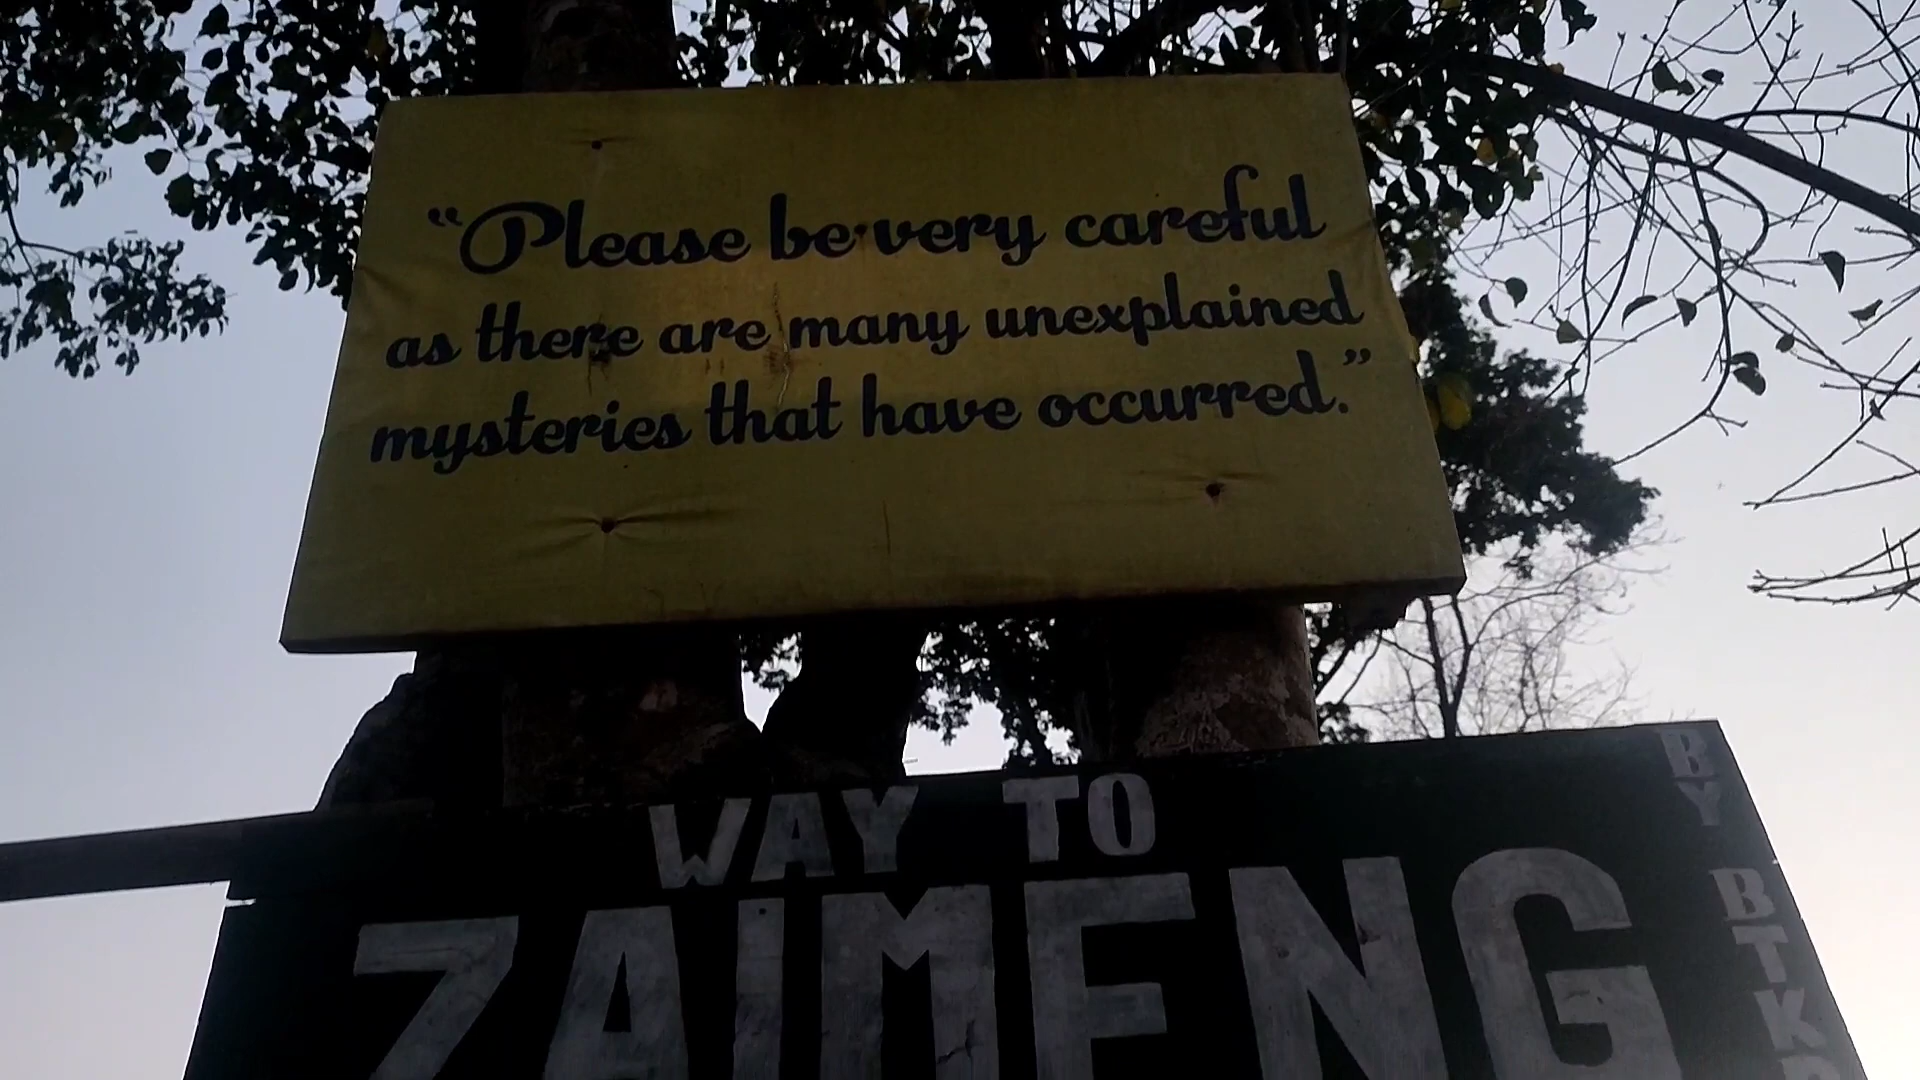 “Please be very careful
as there are many unexplained
mysteries that have occurred.”
WAY TO
ZAIMENG
BY BTK